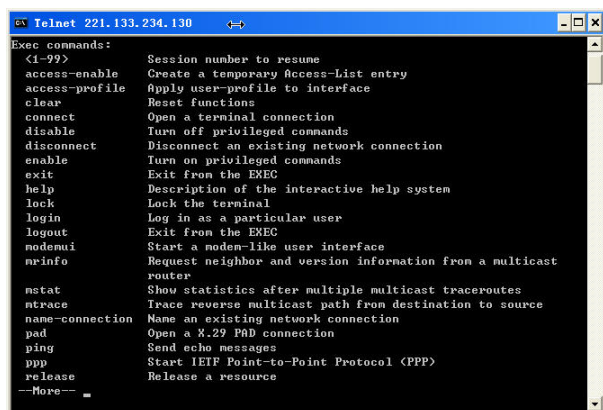 Telnet 221.133.234.130
Exec commands:
<1-99> Session number to resume
access-enable Create a temporary Access-List entry
access-profile Apply user-profile to interface
clear Reset functions
connect Open a terminal connection
disable Turn off privileged commands
disconnect Disconnect an existing network connection
enable Turn on privileged commands
exit Exit from the EXEC
help Description of the interactive help system
lock Lock the terminal
login Log in as a particular user
logout Exit from the EXEC
modemui Start a modem-like user interface
mrinfo Request neighbor and version information from a multicast
router
mstat Show statistics after multiple multicast traceroutes
mtrace Trace reverse multicast path from destination to source
name-connection Name an existing network connection
pad Open a X.29 PAD connection
ping Send echo messages
ppp Start IETF Point-to-Point Protocol (PPP)
release Release a resource
--More-- _